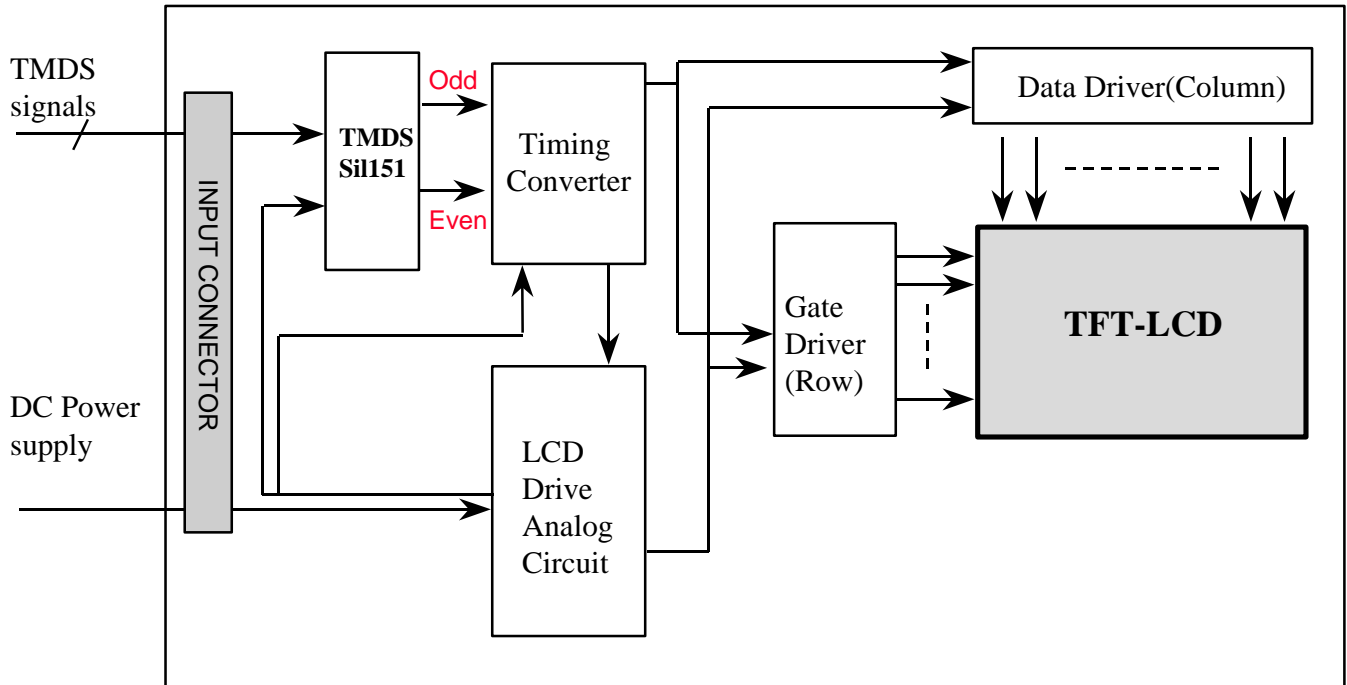 TMDS
signals
DC Power
supply
INPUT CONNECTOR
TMDS
Sil151
Odd
Even
Timing
Converter
LCD
Drive
Analog
Circuit
Data Driver(Column)
Gate
Driver
(Row)
TFT-LCD